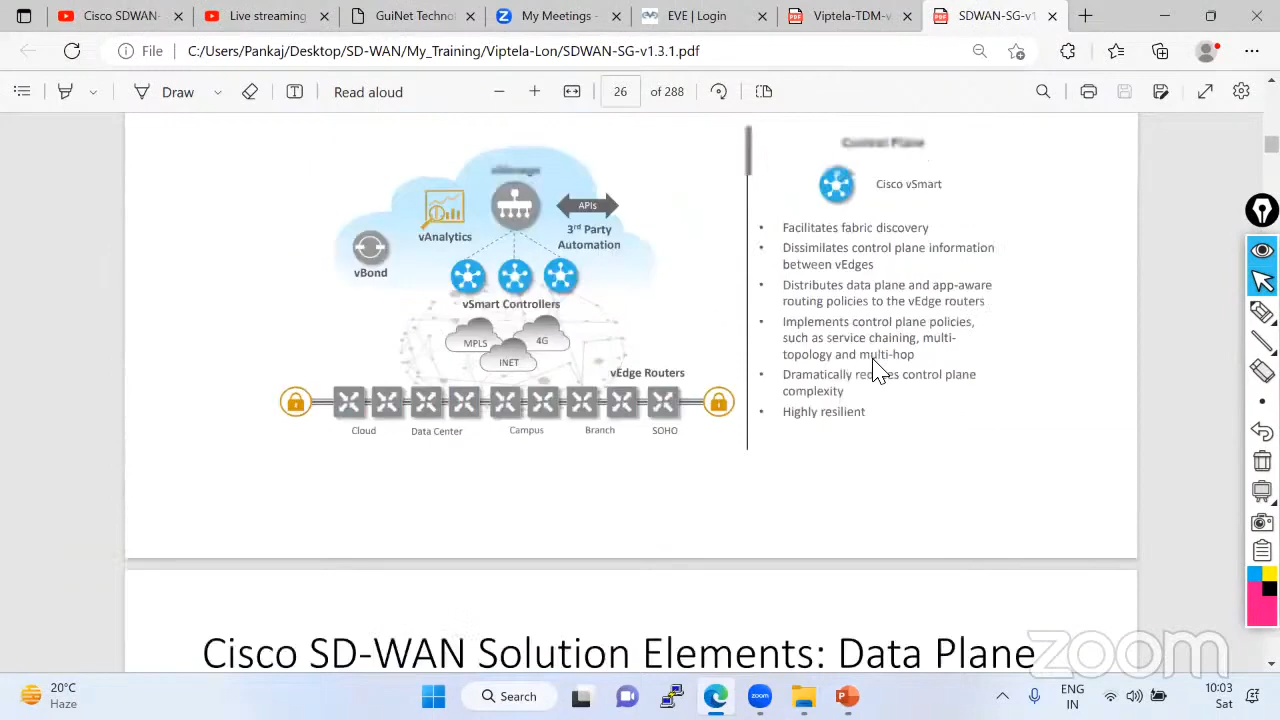 Cisco SDWAN-
Live streaming
GuiNet Techno
My Meetings -
EVE | Login
Viptela-TDM-v
SDWAN-SG-v1
File
C:/Users/Pankaj/Desktop/SD-WAN/My_Training/Viptela-Lon/SDWAN-SG-v1.3.1.pdf
Draw
Read aloud
26
of 288
Control Plane
Cisco vSmart
APIs
3rd Party
Automation
vAnalytics
vBond
vSmart Controllers
MPLS
4G
INET
vEdge Routers
Cloud
Data Center
Campus
Branch
SOHO
• Facilitates fabric discovery
• Dissimilates control plane information
between vEdges
• Distributes data plane and app-aware
routing policies to the vEdge routers
• Implements control plane policies,
such as service chaining, multi-
topology and multi-hop
• Dramatically reduces control plane
complexity
• Highly resilient
Cisco SD-WAN Solution Elements: Data Plane
zoom
20°C
Haze
Search
ENG
IN
10:03
Sat